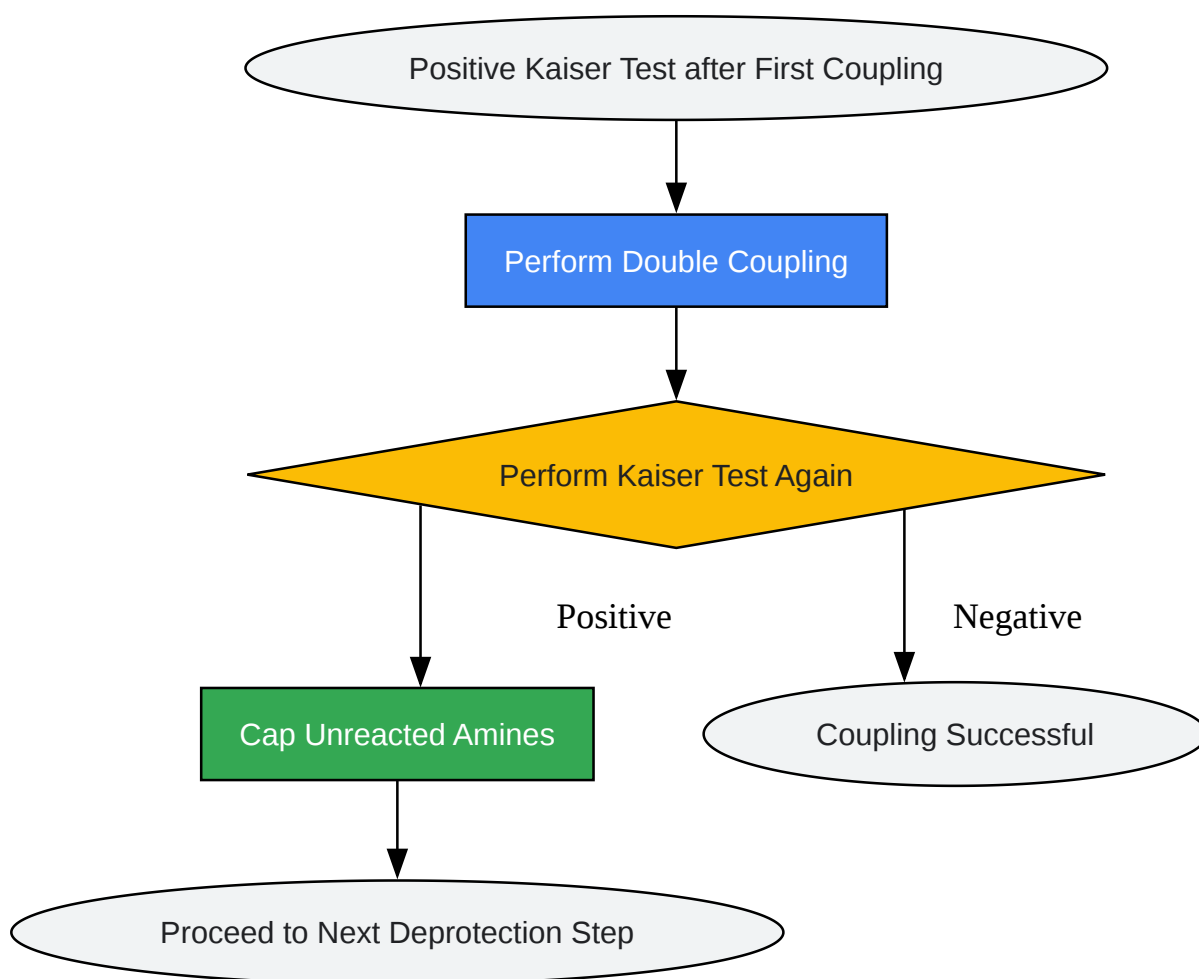 Positive Kaiser Test after First Coupling
Perform Double Coupling
Perform Kaiser Test Again
Positive
Negative
Cap Unreacted Amines
Coupling Successful
Proceed to Next Deprotection Step